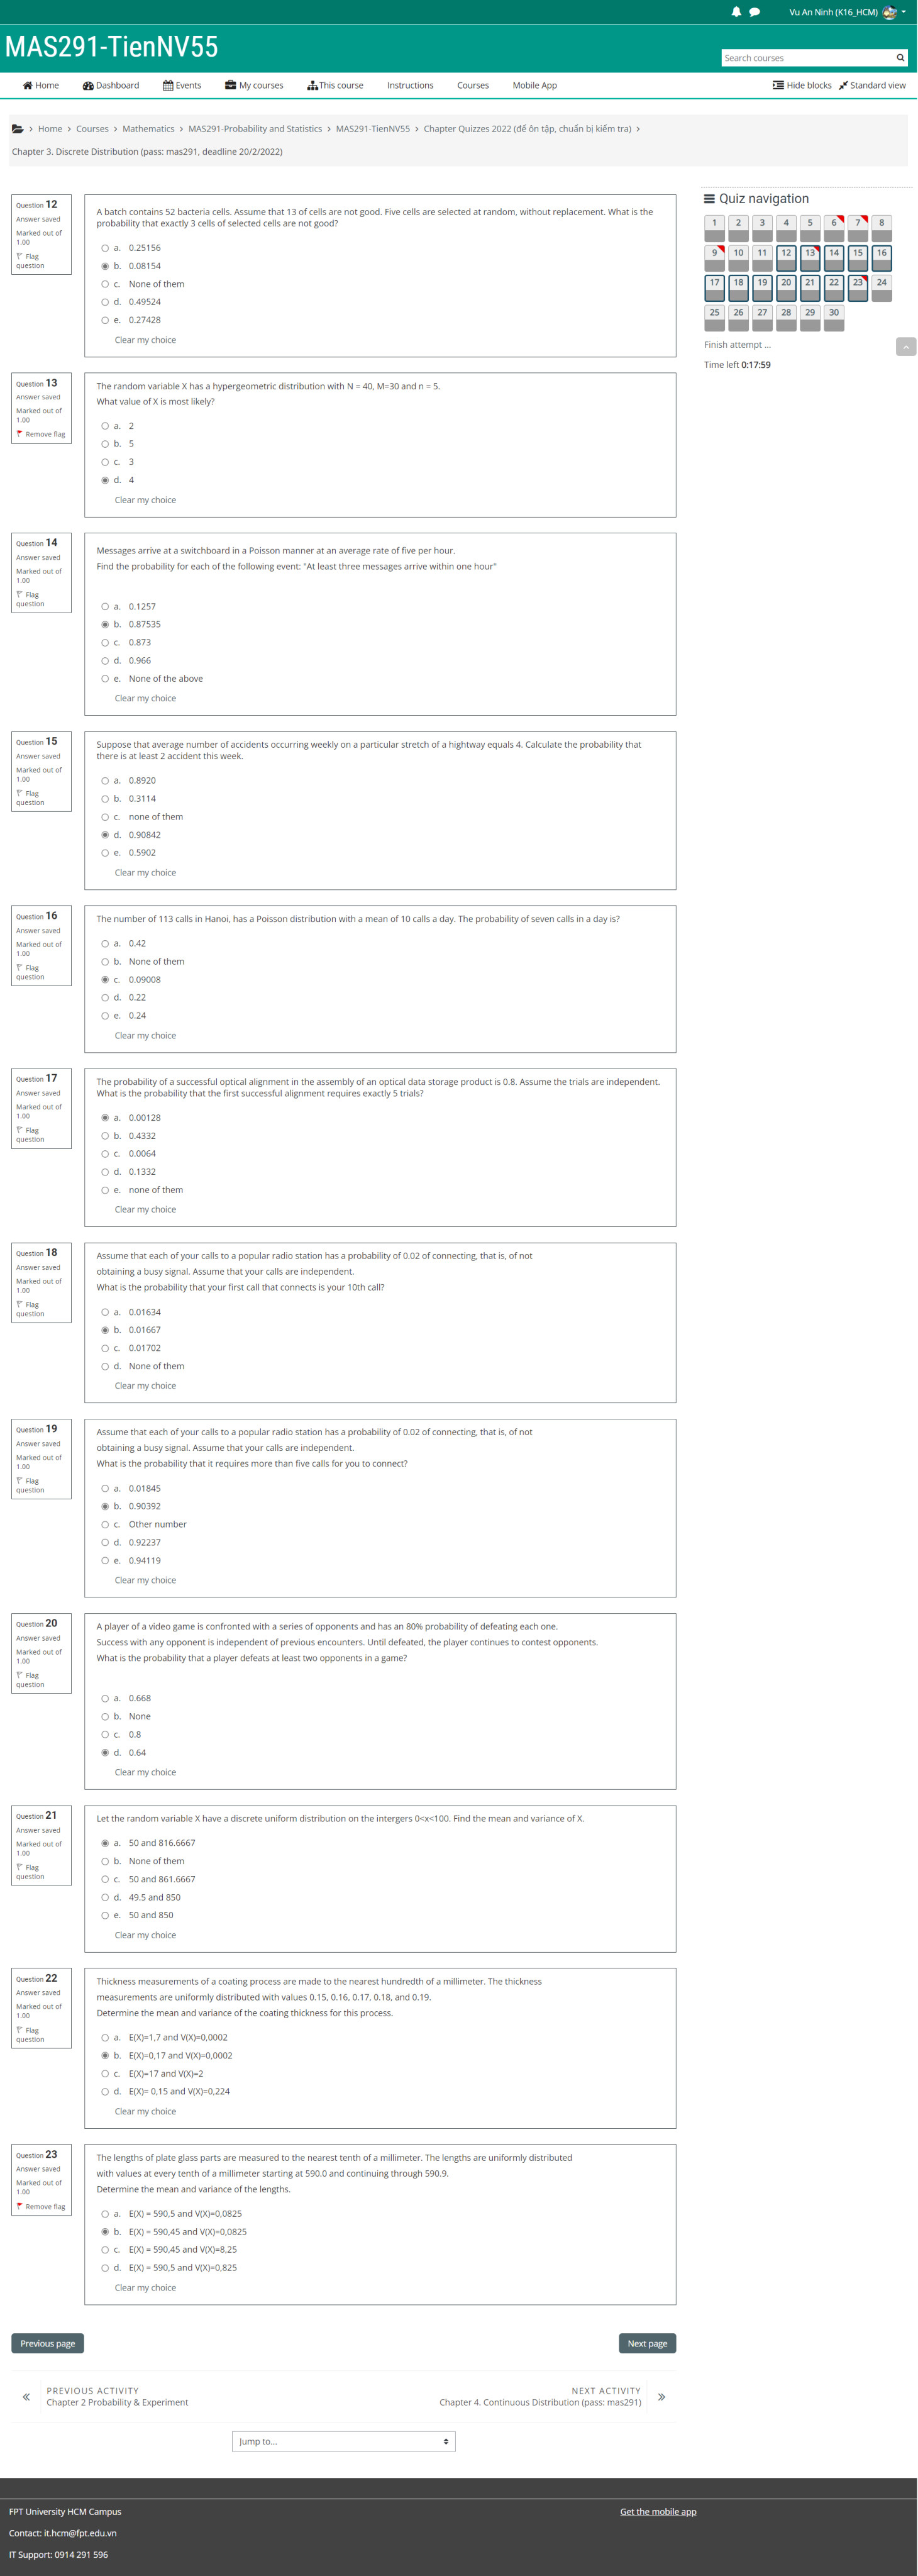 Vu An Ninh (K16_HCM)
MAS291-TienNV55
Search courses
Home Dashboard Events My courses This course Instructions Courses Mobile App Hide blocks Standard view
Home > Courses > Mathematics > MAS291-Probability and Statistics > MAS291-TienNV55 > Chapter Quizzes 2022 (để ôn tập, chuẩn bị kiểm tra) >
Chapter 3. Discrete Distribution (pass: mas291, deadline 20/2/2022)
Question 12
Answer saved
Marked out of
1.00
Flag
question
A batch contains 52 bacteria cells. Assume that 13 of cells are not good. Five cells are selected at random, without replacement. What is the
probability that exactly 3 cells of selected cells are not good?
a. 0.25156
b. 0.08154
c. None of them
d. 0.49524
e. 0.27428
Clear my choice
Quiz navigation
1 2 3 4 5 6 7 8
9 10 11 12 13 14 15 16
17 18 19 20 21 22 23 24
25 26 27 28 29 30
Finish attempt ...
Time left 0:17:59
Question 13
Answer saved
Marked out of
1.00
Remove flag
The random variable X has a hypergeometric distribution with N = 40, M=30 and n = 5.
What value of X is most likely?
a. 2
b. 5
c. 3
d. 4
Clear my choice
Question 14
Answer saved
Marked out of
1.00
Flag
question
Messages arrive at a switchboard in a Poisson manner at an average rate of five per hour.
Find the probability for each of the following event: "At least three messages arrive within one hour"
a. 0.1257
b. 0.87535
c. 0.873
d. 0.966
e. None of the above
Clear my choice
Question 15
Answer saved
Marked out of
1.00
Flag
question
Suppose that average number of accidents occurring weekly on a particular stretch of a hightway equals 4. Calculate the probability that
there is at least 2 accident this week.
a. 0.8920
b. 0.3114
c. none of them
d. 0.90842
e. 0.5902
Clear my choice
Question 16
Answer saved
Marked out of
1.00
Flag
question
The number of 113 calls in Hanoi, has a Poisson distribution with a mean of 10 calls a day. The probability of seven calls in a day is?
a. 0.42
b. None of them
c. 0.09008
d. 0.22
e. 0.24
Clear my choice
Question 17
Answer saved
Marked out of
1.00
Flag
question
The probability of a successful optical alignment in the assembly of an optical data storage product is 0.8. Assume the trials are independent.
What is the probability that the first successful alignment requires exactly 5 trials?
a. 0.00128
b. 0.4332
c. 0.0064
d. 0.1332
e. none of them
Clear my choice
Question 18
Answer saved
Marked out of
1.00
Flag
question
Assume that each of your calls to a popular radio station has a probability of 0.02 of connecting, that is, of not
obtaining a busy signal. Assume that your calls are independent.
What is the probability that your first call that connects is your 10th call?
a. 0.01634
b. 0.01667
c. 0.01702
d. None of them
Clear my choice
Question 19
Answer saved
Marked out of
1.00
Flag
question
Assume that each of your calls to a popular radio station has a probability of 0.02 of connecting, that is, of not
obtaining a busy signal. Assume that your calls are independent.
What is the probability that it requires more than five calls for you to connect?
a. 0.01845
b. 0.90392
c. Other number
d. 0.92237
e. 0.94119
Clear my choice
Question 20
Answer saved
Marked out of
1.00
Flag
question
A player of a video game is confronted with a series of opponents and has an 80% probability of defeating each one.
Success with any opponent is independent of previous encounters. Until defeated, the player continues to contest opponents.
What is the probability that a player defeats at least two opponents in a game?
a. 0.668
b. None
c. 0.8
d. 0.64
Clear my choice
Question 21
Answer saved
Marked out of
1.00
Flag
question
Let the random variable X have a discrete uniform distribution on the intergers 0<x<100. Find the mean and variance of X.
a. 50 and 816.6667
b. None of them
c. 50 and 861.6667
d. 49.5 and 850
e. 50 and 850
Clear my choice
Question 22
Answer saved
Marked out of
1.00
Flag
question
Thickness measurements of a coating process are made to the nearest hundredth of a millimeter. The thickness
measurements are uniformly distributed with values 0.15, 0.16, 0.17, 0.18, and 0.19.
Determine the mean and variance of the coating thickness for this process.
a. E(X)=1,7 and V(X)=0,0002
b. E(X)=0,17 and V(X)=0,0002
c. E(X)=17 and V(X)=2
d. E(X)= 0,15 and V(X)=0,224
Clear my choice
Question 23
Answer saved
Marked out of
1.00
Remove flag
The lengths of plate glass parts are measured to the nearest tenth of a millimeter. The lengths are uniformly distributed
with values at every tenth of a millimeter starting at 590.0 and continuing through 590.9.
Determine the mean and variance of the lengths.
a. E(X) = 590,5 and V(X)=0,0825
b. E(X) = 590,45 and V(X)=0,0825
c. E(X) = 590,45 and V(X)=8,25
d. E(X) = 590,5 and V(X)=0,825
Clear my choice
Previous page Next page
PREVIOUS ACTIVITY
Chapter 2 Probability & Experiment
NEXT ACTIVITY
Chapter 4. Continuous Distribution (pass: mas291)
Jump to...
FPT University HCM Campus
Contact: it.hcm@fpt.edu.vn
IT Support: 0914 291 596
Get the mobile app